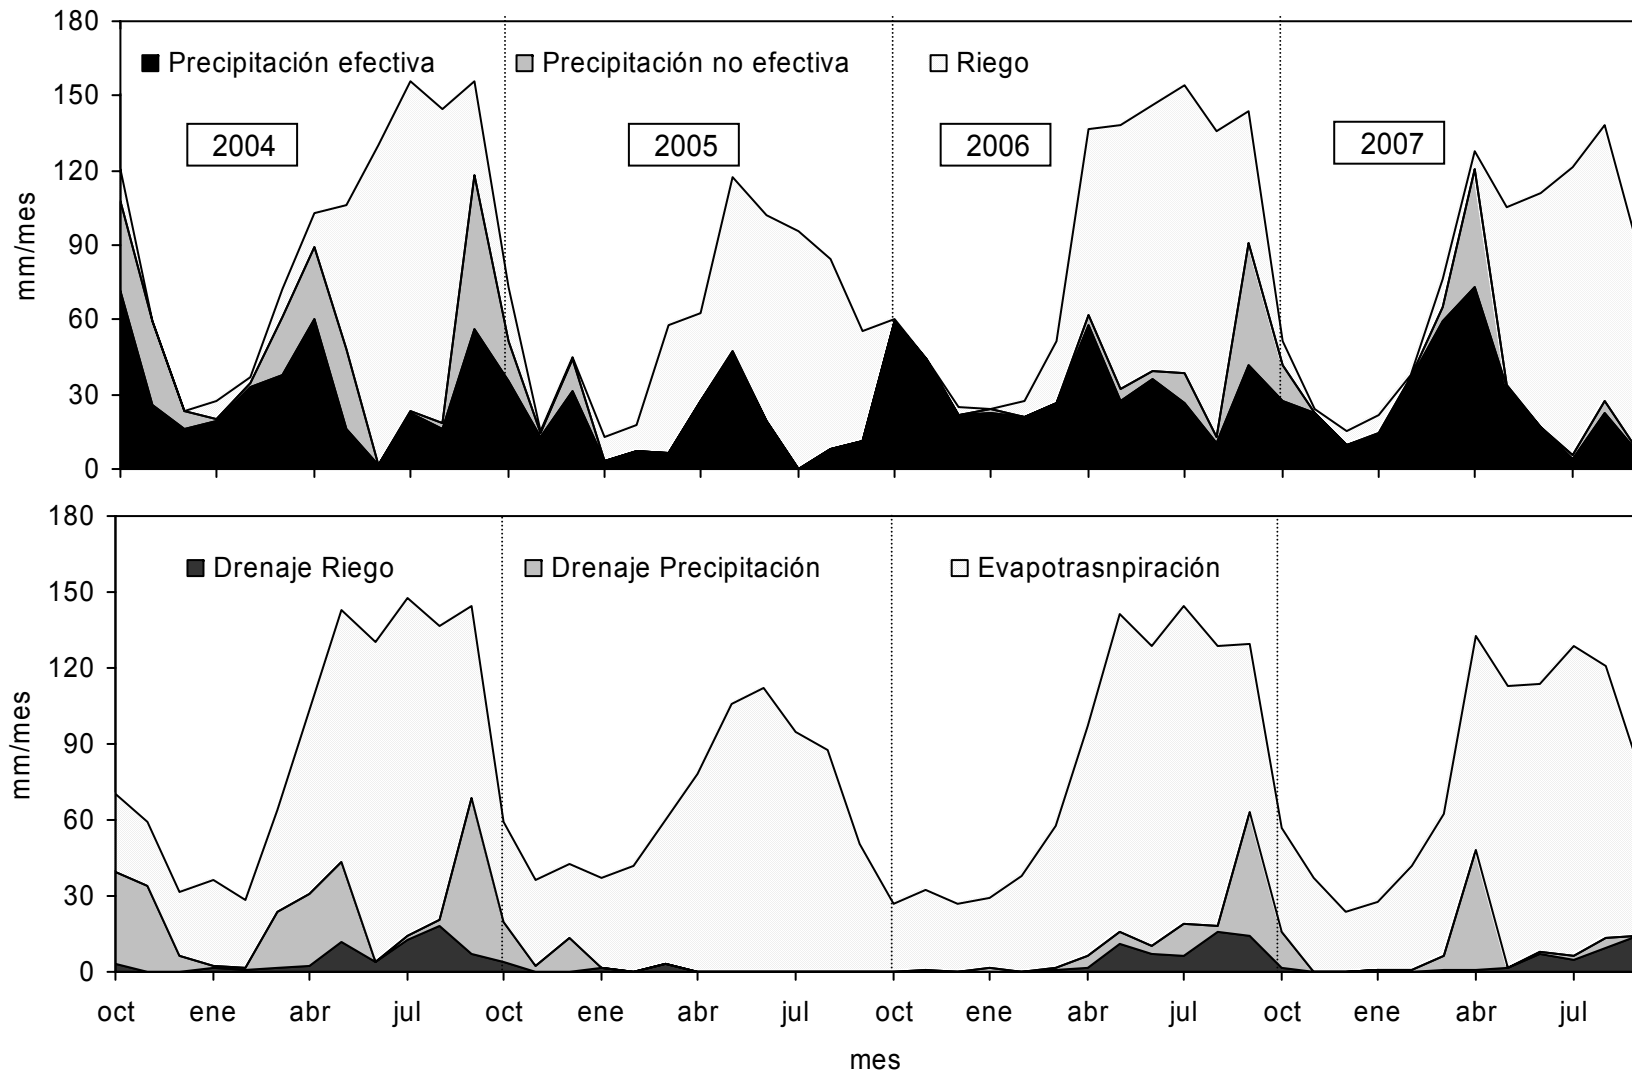 180
Precipitación efectiva Precipitación no efectiva Riego
150
2004 2005 2006 2007
120
90
60
30
0
mm/mes
180
Drenaje Riego Drenaje Precipitación Evapotrasnpiración
150
120
90
60
30
0
mm/mes
oct ene abr jul oct ene abr jul oct ene abr jul oct ene abr jul
mes